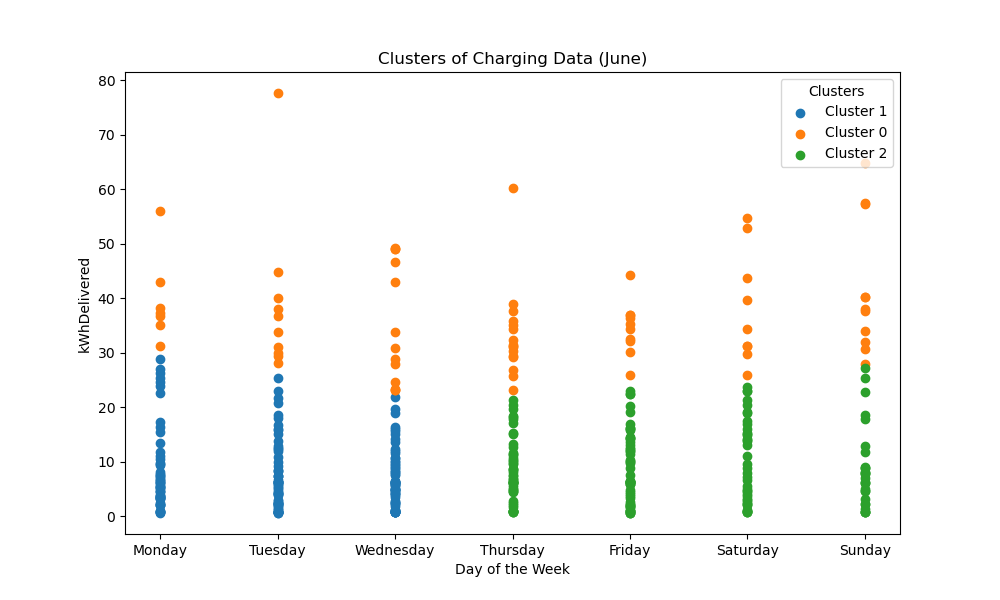 Clusters of Charging Data (June)
Clusters
Cluster 1
Cluster 0
Cluster 2
kWhDelivered
80
70
60
50
40
30
20
10
0
Monday Tuesday Wednesday Thursday Friday Saturday Sunday
Day of the Week